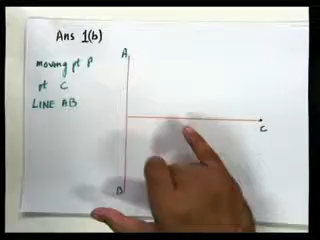 Ans 1(b)
moving pt P
pt C
LINE AB
A
C
B